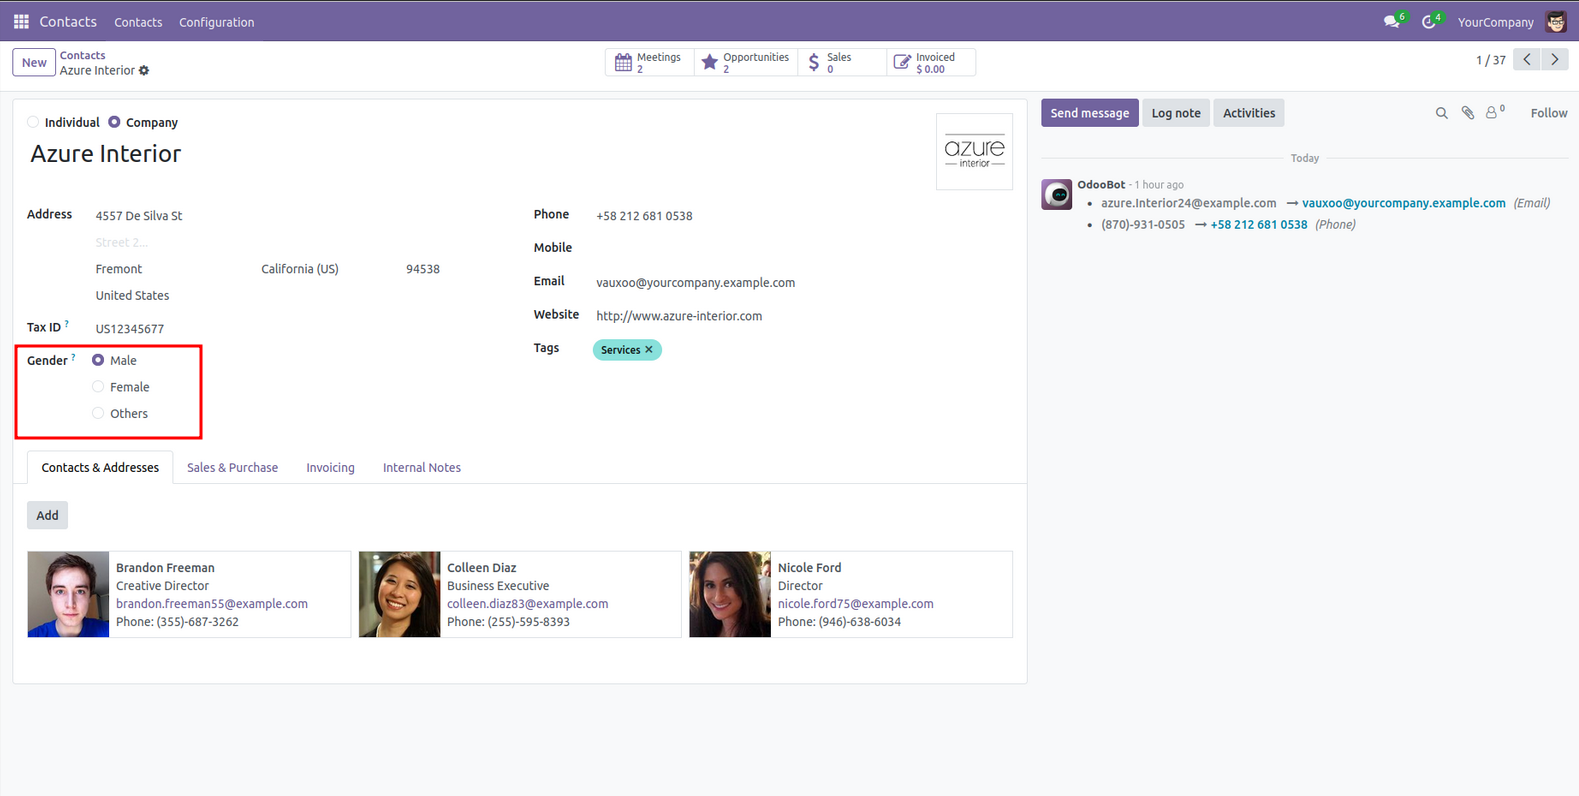 Contacts Contacts Configuration 6 4 YourCompany
New Contacts
Azure Interior
Meetings 2
Opportunities 2
Sales 0
Invoiced $ 0.00
1 / 37
Individual Company
Azure Interior
azure
interior
Address 4557 De Silva St
Street 2...
Fremont California (US) 94538
United States
Tax ID ? US12345677
Gender ? Male
Female
Others
Phone +58 212 681 0538
Mobile
Email vauxoo@yourcompany.example.com
Website http://www.azure-interior.com
Tags Services ✕
Contacts & Addresses Sales & Purchase Invoicing Internal Notes
Add
Brandon Freeman
Creative Director
brandon.freeman55@example.com
Phone: (355)-687-3262
Colleen Diaz
Business Executive
colleen.diaz83@example.com
Phone: (255)-595-8393
Nicole Ford
Director
nicole.ford75@example.com
Phone: (946)-638-6034
Send message Log note Activities 0 Follow
Today
OdooBot - 1 hour ago
• azure.Interior24@example.com → vauxoo@yourcompany.example.com (Email)
• (870)-931-0505 → +58 212 681 0538 (Phone)